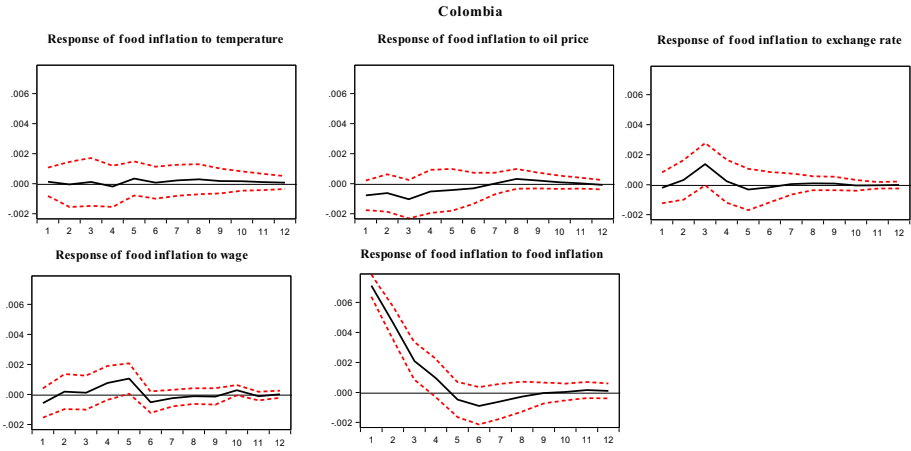 Colombia
Response of food inflation to temperature
.006
.004
.002
.000
-.002
1 2 3 4 5 6 7 8 9 10 11 12
Response of food inflation to oil price
.006
.004
.002
.000
-.002
1 2 3 4 5 6 7 8 9 10 11 12
Response of food inflation to exchange rate
.006
.004
.002
.000
-.002
1 2 3 4 5 6 7 8 9 10 11 12
Response of food inflation to wage
.006
.004
.002
.000
-.002
1 2 3 4 5 6 7 8 9 10 11 12
Response of food inflation to food inflation
.006
.004
.002
.000
-.002
1 2 3 4 5 6 7 8 9 10 11 12